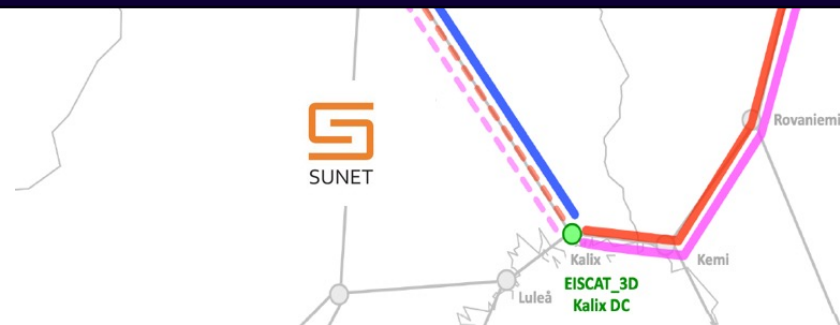 Rovaniemi
SUNET
Kalix
Kemi
EISCAT_3D
Kalix DC
Luleå